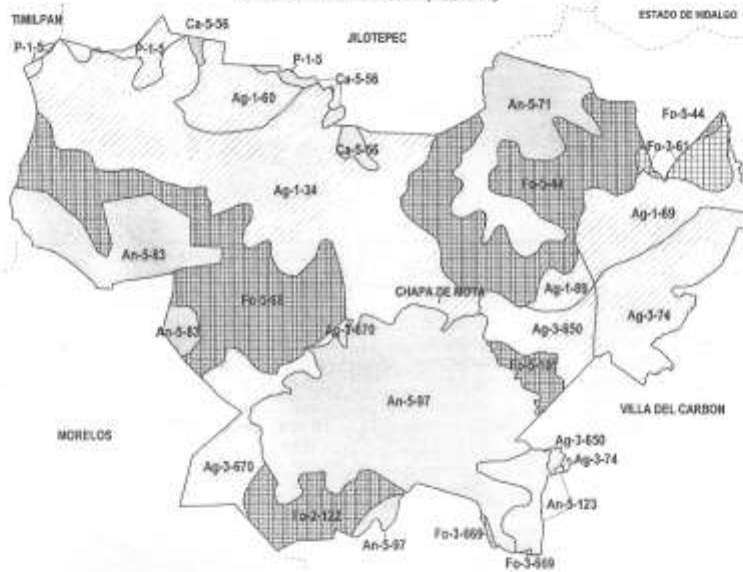 TIMILPAN
Ca-5-56
ESTADO DE HIDALGO
JILOTEPEC
P-1-5
P-1-5
P-1-5
Ca-5-56
Ag-1-60
An-5-71
Fo-5-44
Ca-5-56
Fo-3-61
Ag-1-34
Ag-1-69
An-5-83
Fo-5-68
CHAPA DE MOTA
Ag-3-74
An-5-83
Ag-3-670
Ag-3-650
An-5-97
VILLA DEL CARBON
MORELOS
Ag-3-650
Ag-3-74
Ag-3-670
An-5-123
Fo-2-122
Fo-3-669
An-5-97
Fo-3-669